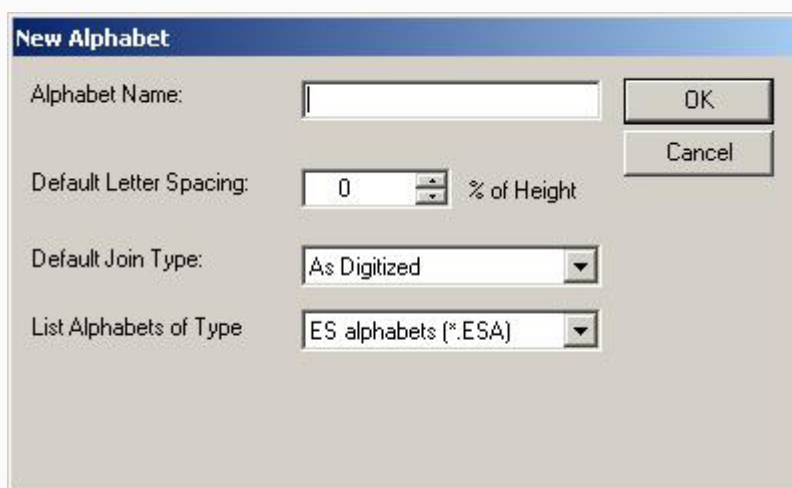 New Alphabet
Alphabet Name:
OK
Cancel
Default Letter Spacing: 0 % of Height
Default Join Type: As Digitized
List Alphabets of Type ES alphabets (*.ESA)